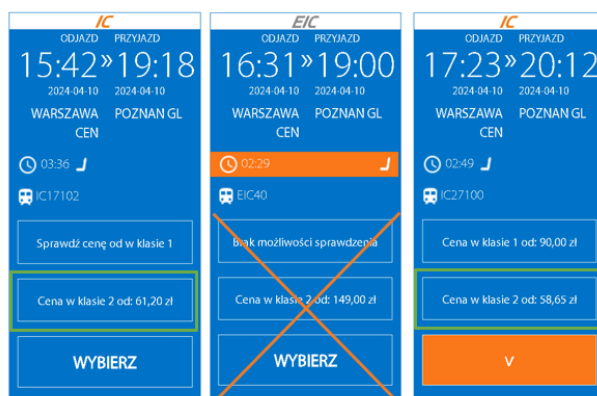 IC
ODJAZD PRZYJAZD
15:42»19:18
2024-04-10 2024-04-10
WARSZAWA POZNAN GL
CEN
03:36
IC17102
Sprawdź cenę od w klasie 1
Cena w klasie 2 od: 61,20 zł
WYBIERZ
EIC
ODJAZD PRZYJAZD
16:31»19:00
2024-04-10 2024-04-10
WARSZAWA POZNAN GL
CEN
02:29
EIC40
Brak możliwości sprawdzenia
Cena w klasie 2 od: 149,00 zł
WYBIERZ
IC
ODJAZD PRZYJAZD
17:23»20:12
2024-04-10 2024-04-10
WARSZAWA POZNAN GL
CEN
02:49
IC27100
Cena w klasie 1 od: 90,00 zł
Cena w klasie 2 od: 58,65 zł
V